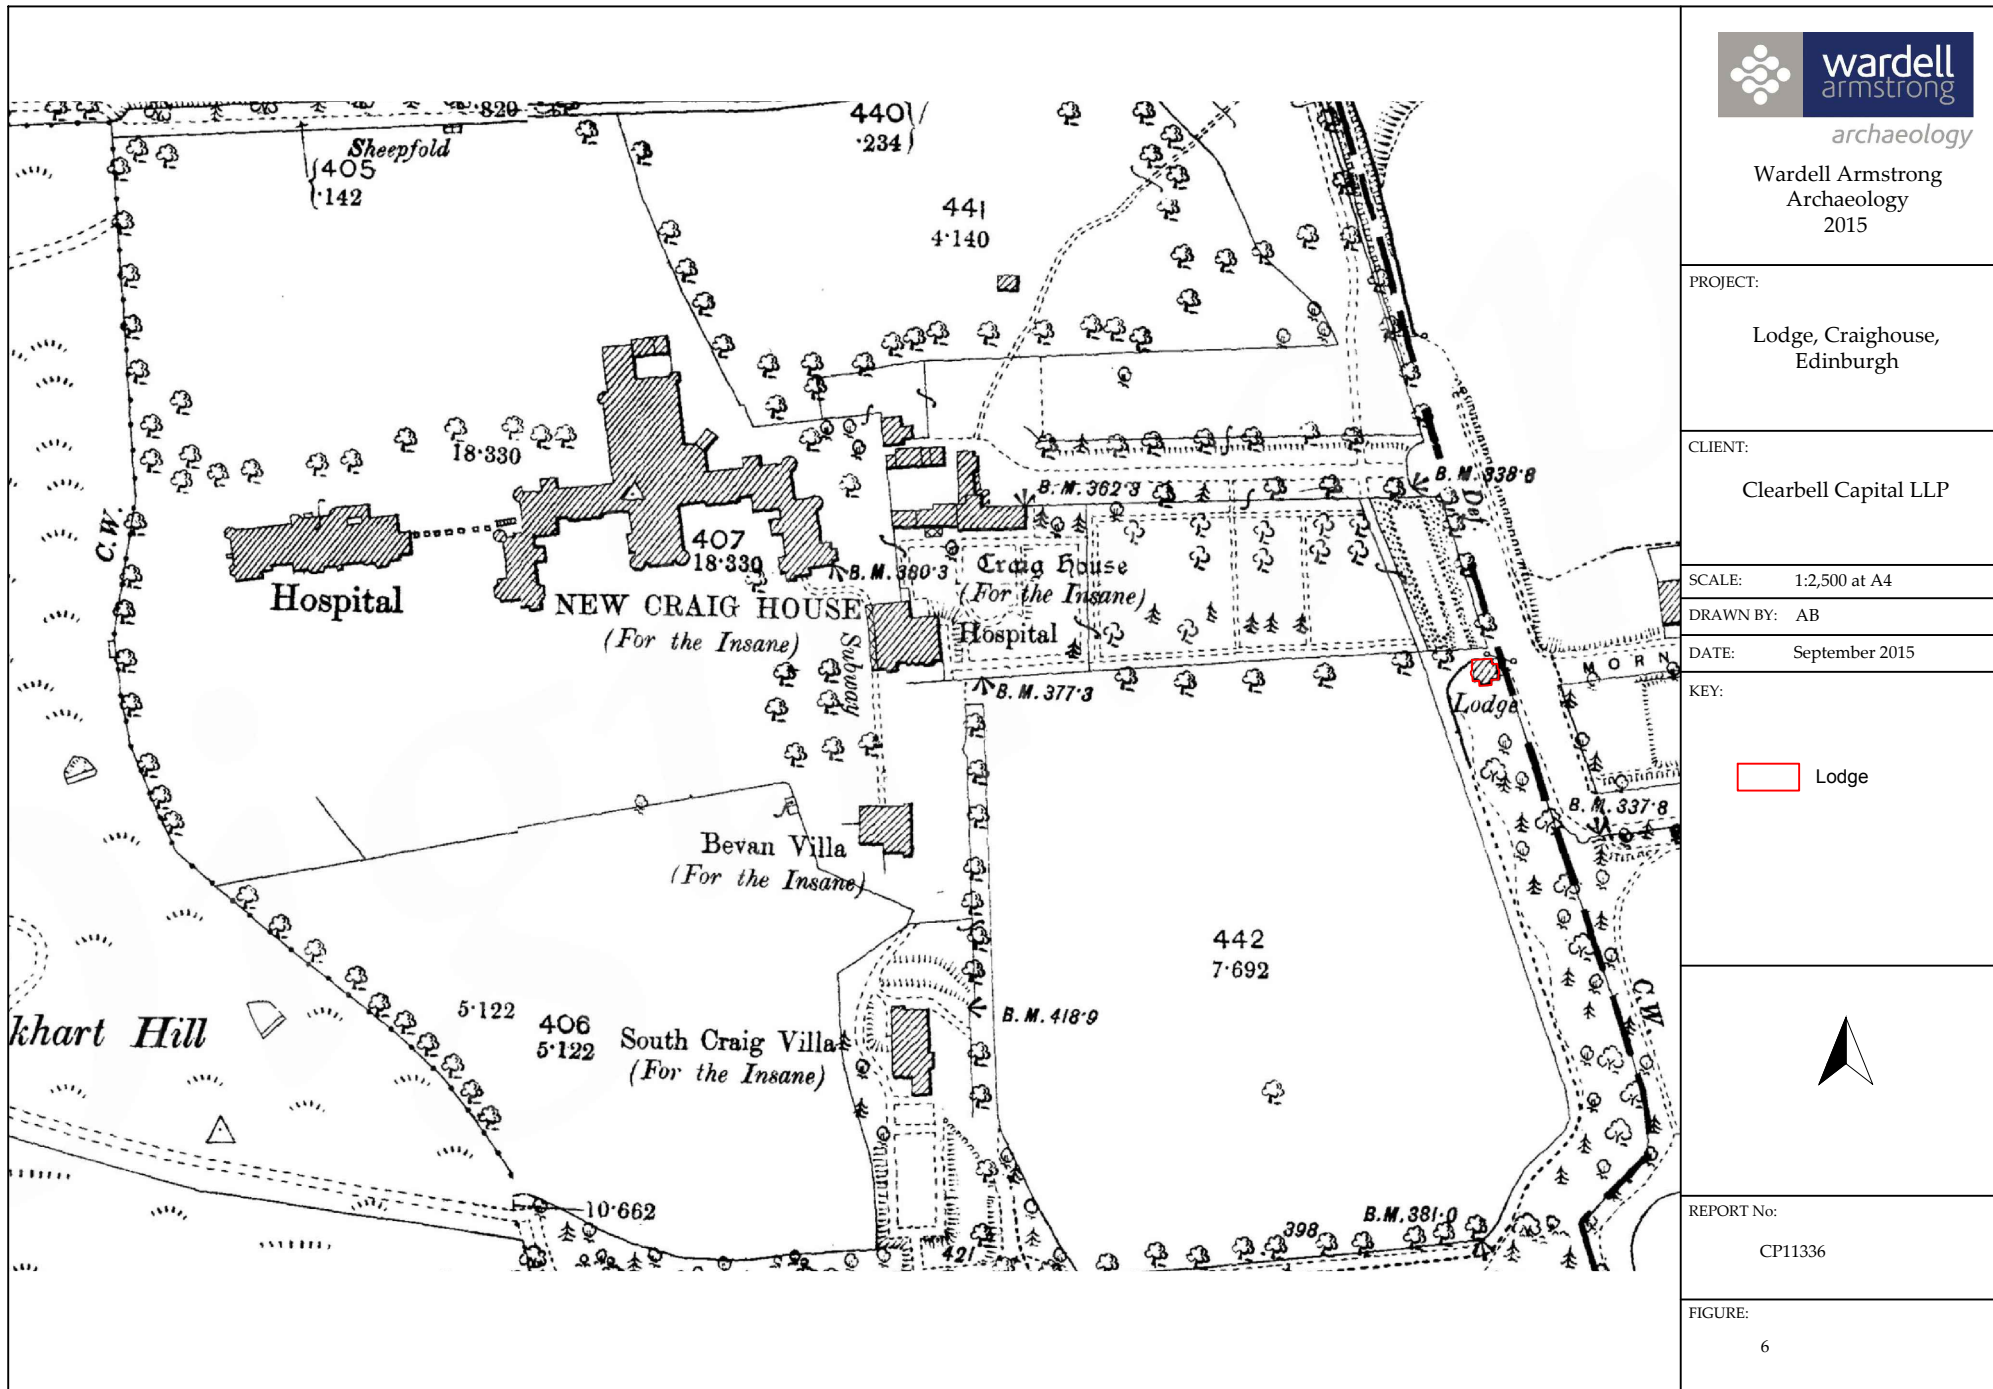 820
Sheepfold
405
·142
440
·234
441
4·140
18·330
C.W.
Hospital
407
18·330
NEW CRAIG HOUSE
(For the Insane)
B.M.380·3
Subway
B.M.362·3
B.M.338·8
Def.
Craig House
(For the Insane)
Hospital
B.M.377·3
Lodge
MORN
B.M.337·8
Bevan Villa
(For the Insane)
442
7·692
C.W.
khart Hill
5·122
406
5·122
South Craig Villa
(For the Insane)
B.M.418·9
10·662
421
398
B.M.381·0
wardell
armstrong
archaeology
Wardell Armstrong
Archaeology
2015
PROJECT:
Lodge, Craighouse,
Edinburgh
CLIENT:
Clearbell Capital LLP
SCALE: 1:2,500 at A4
DRAWN BY: AB
DATE: September 2015
KEY:
Lodge
REPORT No:
CP11336
FIGURE:
6